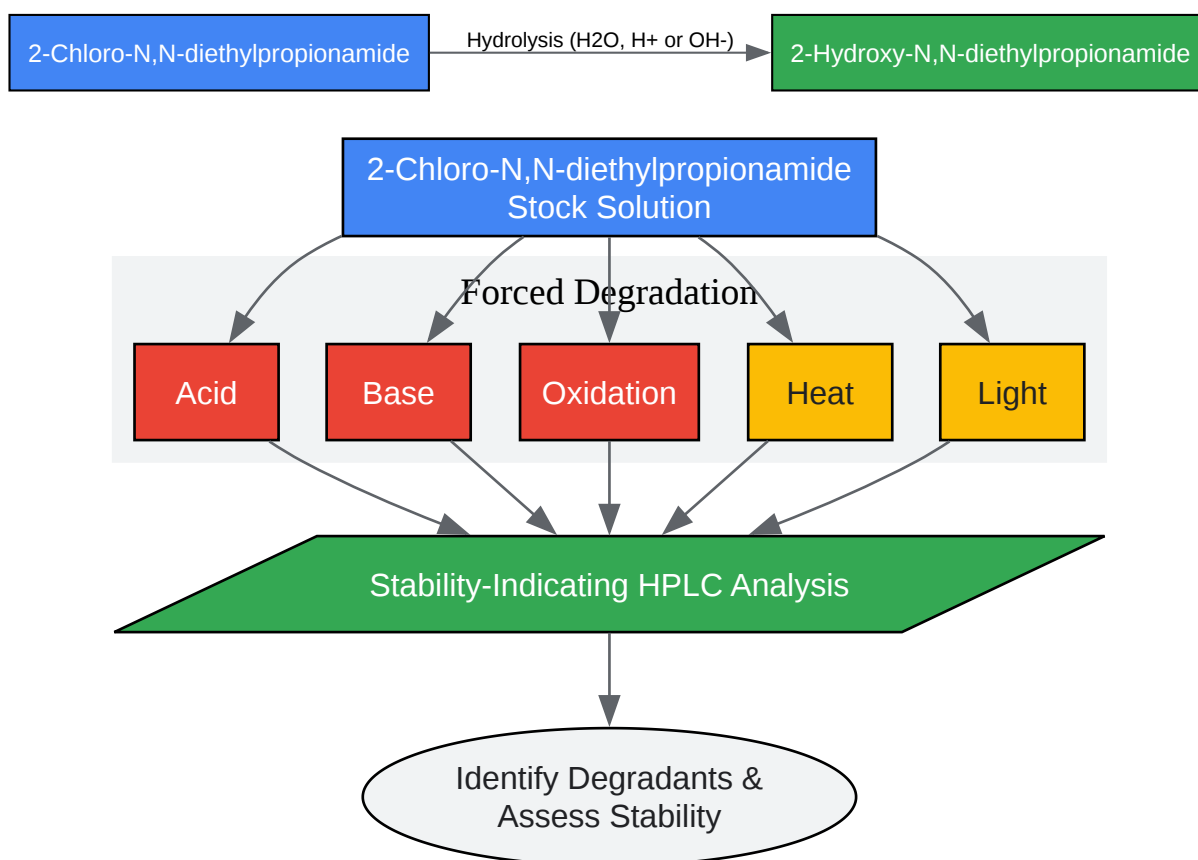 2-Chloro-N,N-diethylpropionamide
Hydrolysis (H2O, H+ or OH-)
2-Hydroxy-N,N-diethylpropionamide
2-Chloro-N,N-diethylpropionamide
Stock Solution
Forced Degradation
Acid
Base
Oxidation
Heat
Light
Stability-Indicating HPLC Analysis
Identify Degradants &
Assess Stability